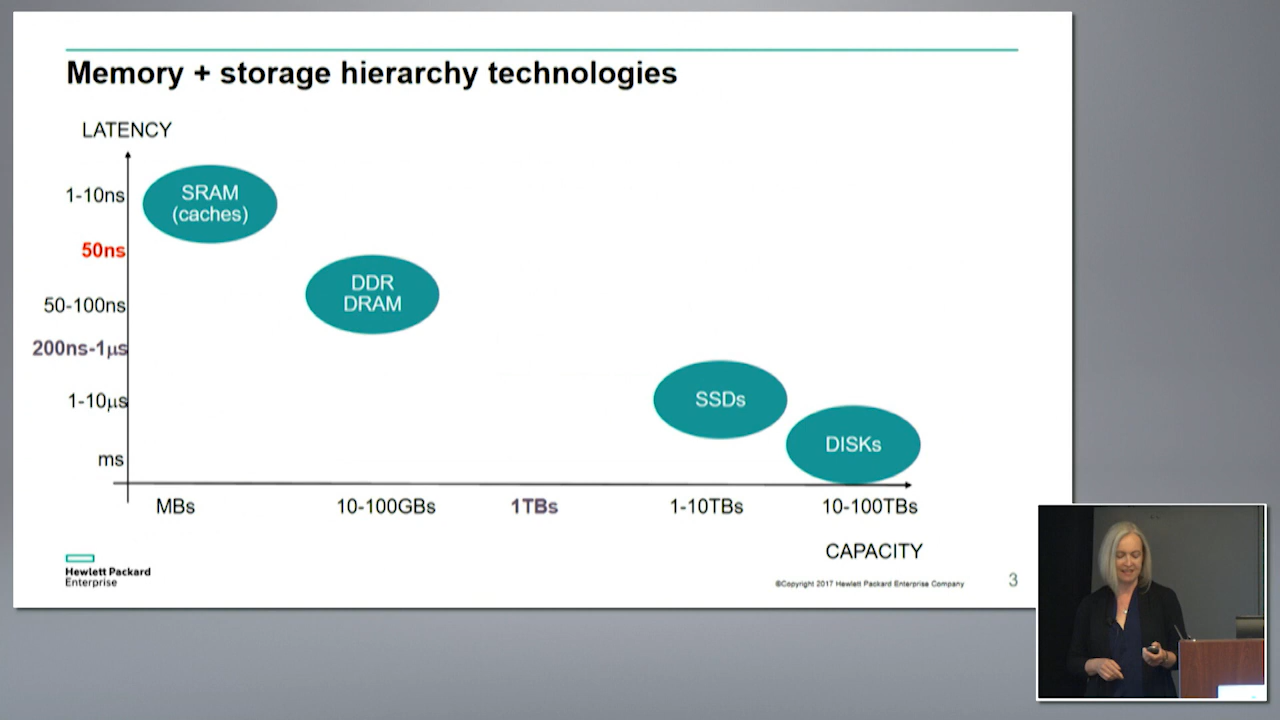 Memory + storage hierarchy technologies
LATENCY
1-10ns
SRAM
(caches)
50ns
DDR
DRAM
50-100ns
200ns-1μs
1-10μs
SSDs
DISKs
ms
MBs
10-100GBs
1TBs
1-10TBs
10-100TBs
CAPACITY
Hewlett Packard
Enterprise
©Copyright 2017 Hewlett Packard Enterprise Company
3